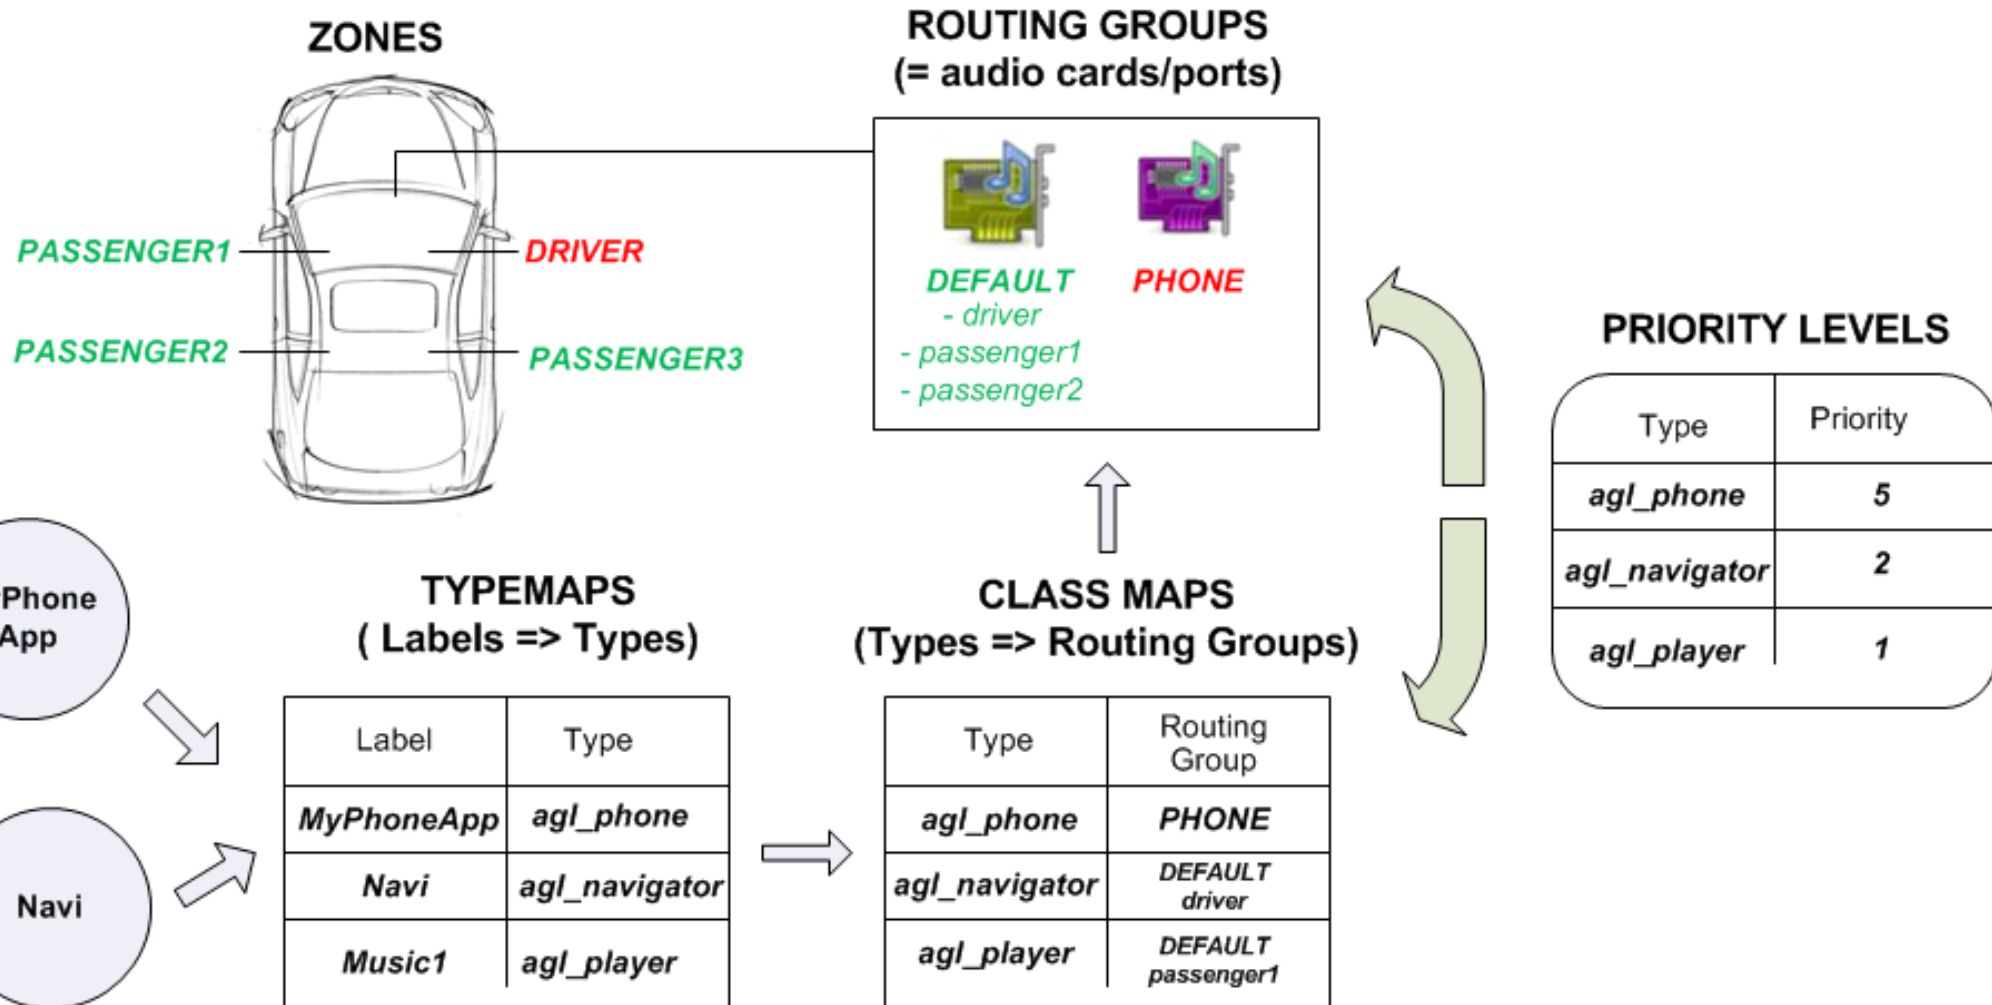 ZONES
ROUTING GROUPS
(= audio cards/ports)
PASSENGER1
DRIVER
PASSENGER2
PASSENGER3
DEFAULT
- driver
- passenger1
- passenger2
PHONE
PRIORITY LEVELS
Type Priority
agl_phone 5
agl_navigator 2
agl_player 1
Phone
App
Navi
TYPEMAPS
( Labels => Types)
Label Type
MyPhoneApp agl_phone
Navi agl_navigator
Music1 agl_player
CLASS MAPS
(Types => Routing Groups)
Type Routing
Group
agl_phone PHONE
agl_navigator DEFAULT
driver
agl_player DEFAULT
passenger1